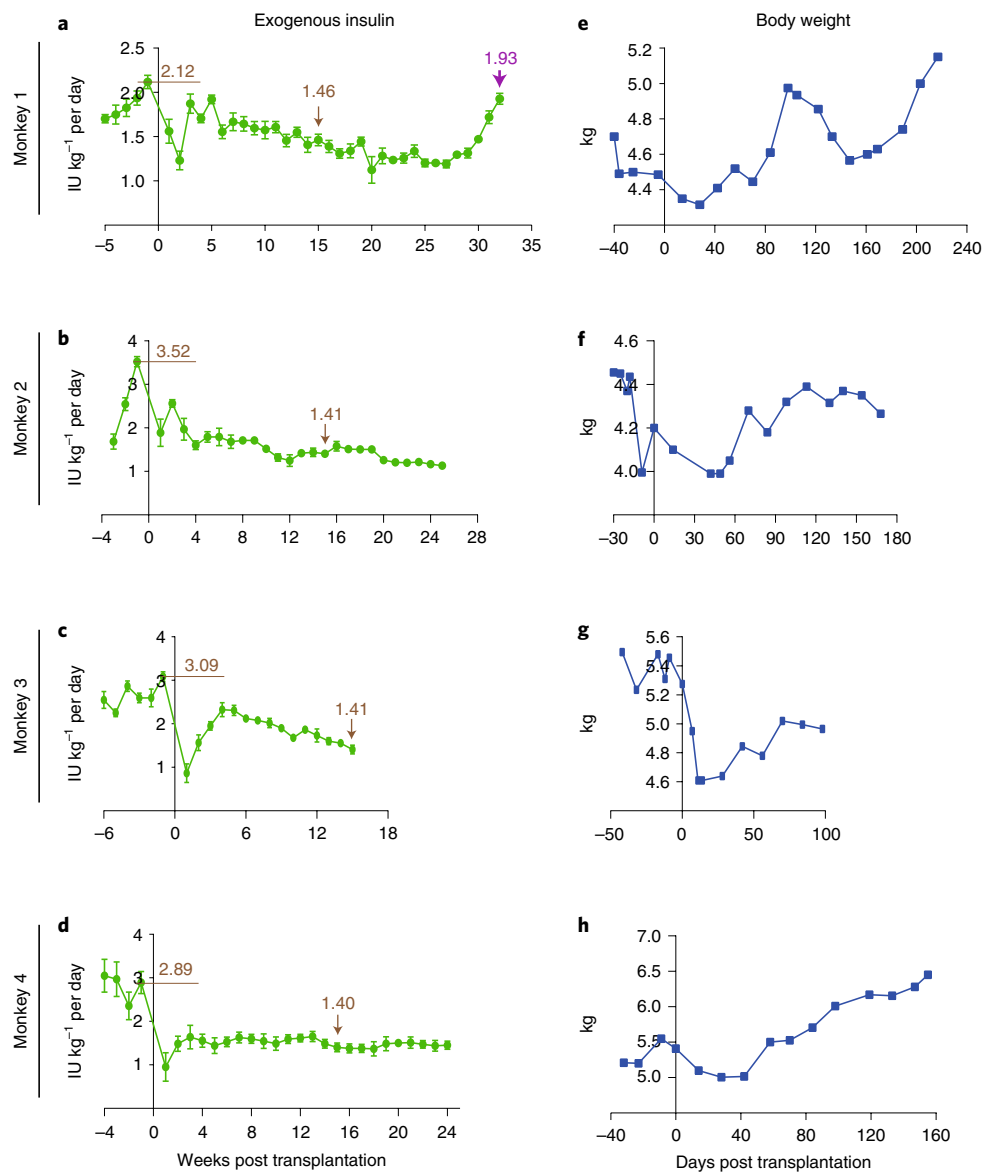 Exogenous insulin
Body weight
a
Monkey 1
IU kg⁻¹ per day
2.5
2.0
1.5
1.0
2.12
1.46
1.93
–5 0 5 10 15 20 25 30 35
e
kg
5.2
5.0
4.8
4.6
4.4
–40 0 40 80 120 160 200 240
b
Monkey 2
IU kg⁻¹ per day
4
3
2
1
3.52
1.41
–4 0 4 8 12 16 20 24 28
f
kg
4.6
4.4
4.2
4.0
–30 0 30 60 90 120 150 180
c
Monkey 3
IU kg⁻¹ per day
4
3
2
1
3.09
1.41
–6 0 6 12 18
g
kg
5.6
5.4
5.2
5.0
4.8
4.6
–50 0 50 100
d
Monkey 4
IU kg⁻¹ per day
4
3
2
1
2.89
1.40
–4 0 4 8 12 16 20 24
Weeks post transplantation
h
kg
7.0
6.5
6.0
5.5
5.0
–40 0 40 80 120 160
Days post transplantation